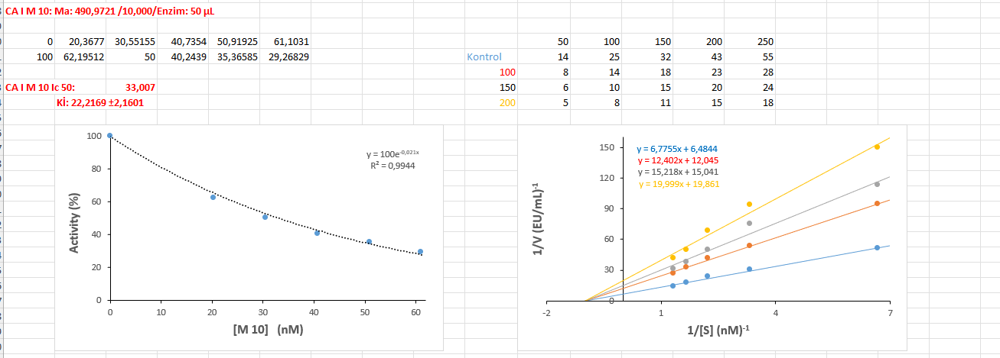 CA I M 10: Ma: 490,9721 /10,000/Enzim: 50 µL
0 20,3677 30,55155 40,7354 50,91925 61,1031
50 100 150 200 250
100 62,19512 50 40,2439 35,36585 29,26829
Kontrol 14 25 32 43 55
100 8 14 18 23 28
CA I M 10 Ic 50: 33,007
150 6 10 15 20 24
Kİ: 22,2169 ±2,1601
200 5 8 11 15 18
100
80
60
40
20
0
Activity (%)
y = 100e-0,021x
R² = 0,9944
0 10 20 30 40 50 60
[M 10] (nM)
150
120
90
60
30
0
1/V (EU/mL)-1
y = 6,7755x + 6,4844
y = 12,402x + 12,045
y = 15,218x + 15,041
y = 19,999x + 19,861
-2 1 4 7
1/[S] (nM)-1